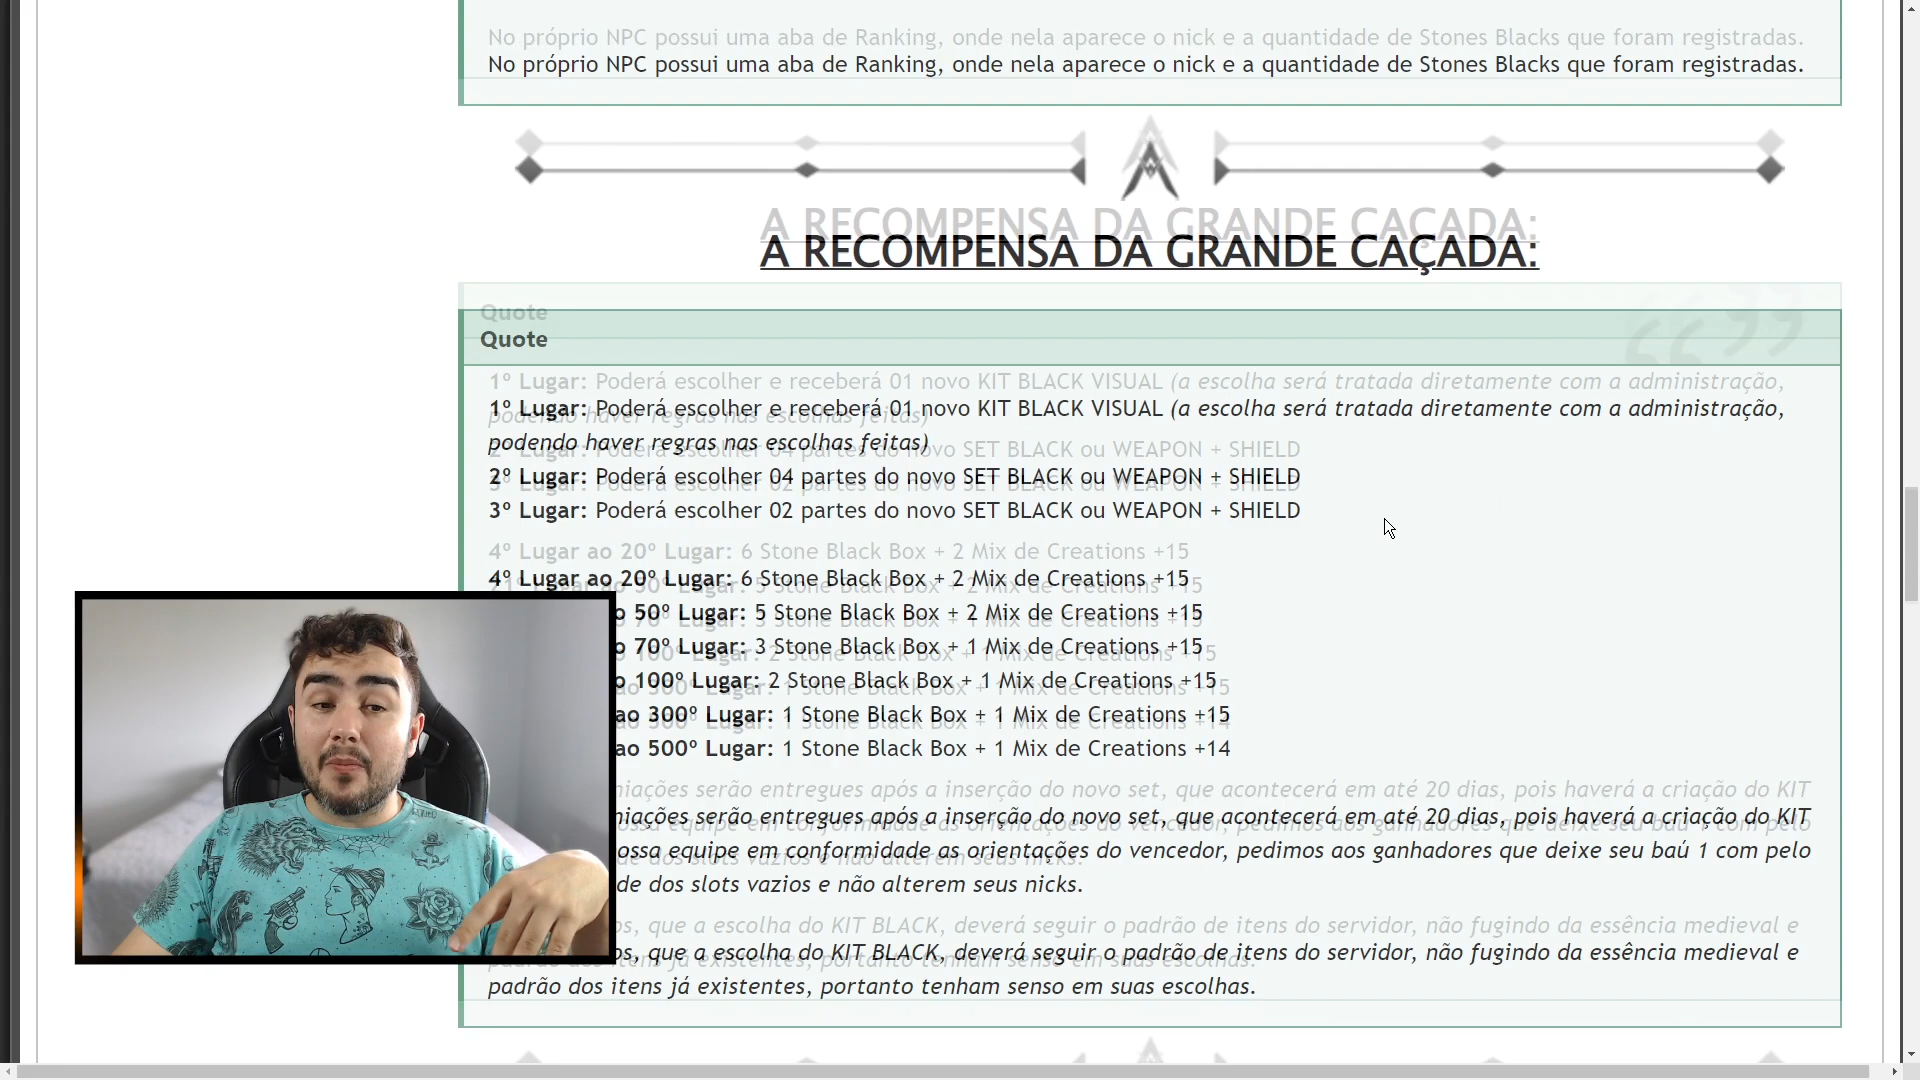 No próprio NPC possui uma aba de Ranking, onde nela aparece o nick e a quantidade de Stones Blacks que foram registradas.
A RECOMPENSA DA GRANDE CAÇADA:
Quote
1º Lugar: Poderá escolher e receberá 01 novo KIT BLACK VISUAL (a escolha será tratada diretamente com a administração,
podendo haver regras nas escolhas feitas)
2º Lugar: Poderá escolher 04 partes do novo SET BLACK ou WEAPON + SHIELD
3º Lugar: Poderá escolher 02 partes do novo SET BLACK ou WEAPON + SHIELD
4º Lugar ao 20º Lugar: 6 Stone Black Box + 2 Mix de Creations +15
50º Lugar: 5 Stone Black Box + 2 Mix de Creations +15
70º Lugar: 3 Stone Black Box + 1 Mix de Creations +15
100º Lugar: 2 Stone Black Box + 1 Mix de Creations +15
ao 300º Lugar: 1 Stone Black Box + 1 Mix de Creations +15
ao 500º Lugar: 1 Stone Black Box + 1 Mix de Creations +14
serão entregues após a inserção do novo set, que acontecerá em até 20 dias, pois haverá a criação do KIT
equipe em conformidade as orientações do vencedor, pedimos aos ganhadores que deixe seu baú 1 com pelo
de dos slots vazios e não alterem seus nicks.
que a escolha do KIT BLACK, deverá seguir o padrão de itens do servidor, não fugindo da essência medieval e
padrão dos itens já existentes, portanto tenham senso em suas escolhas.